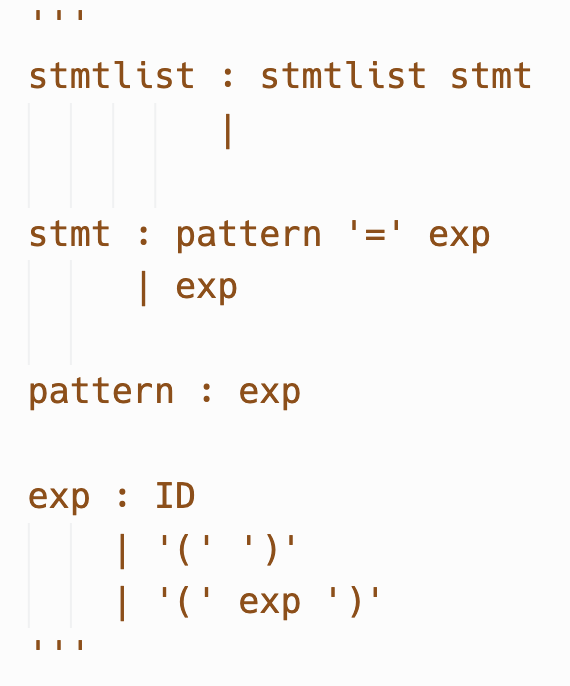 '''
stmtlist : stmtlist stmt
|
stmt : pattern '=' exp
| exp
pattern : exp
exp : ID
| '(' ')'
| '(' exp ')'
'''